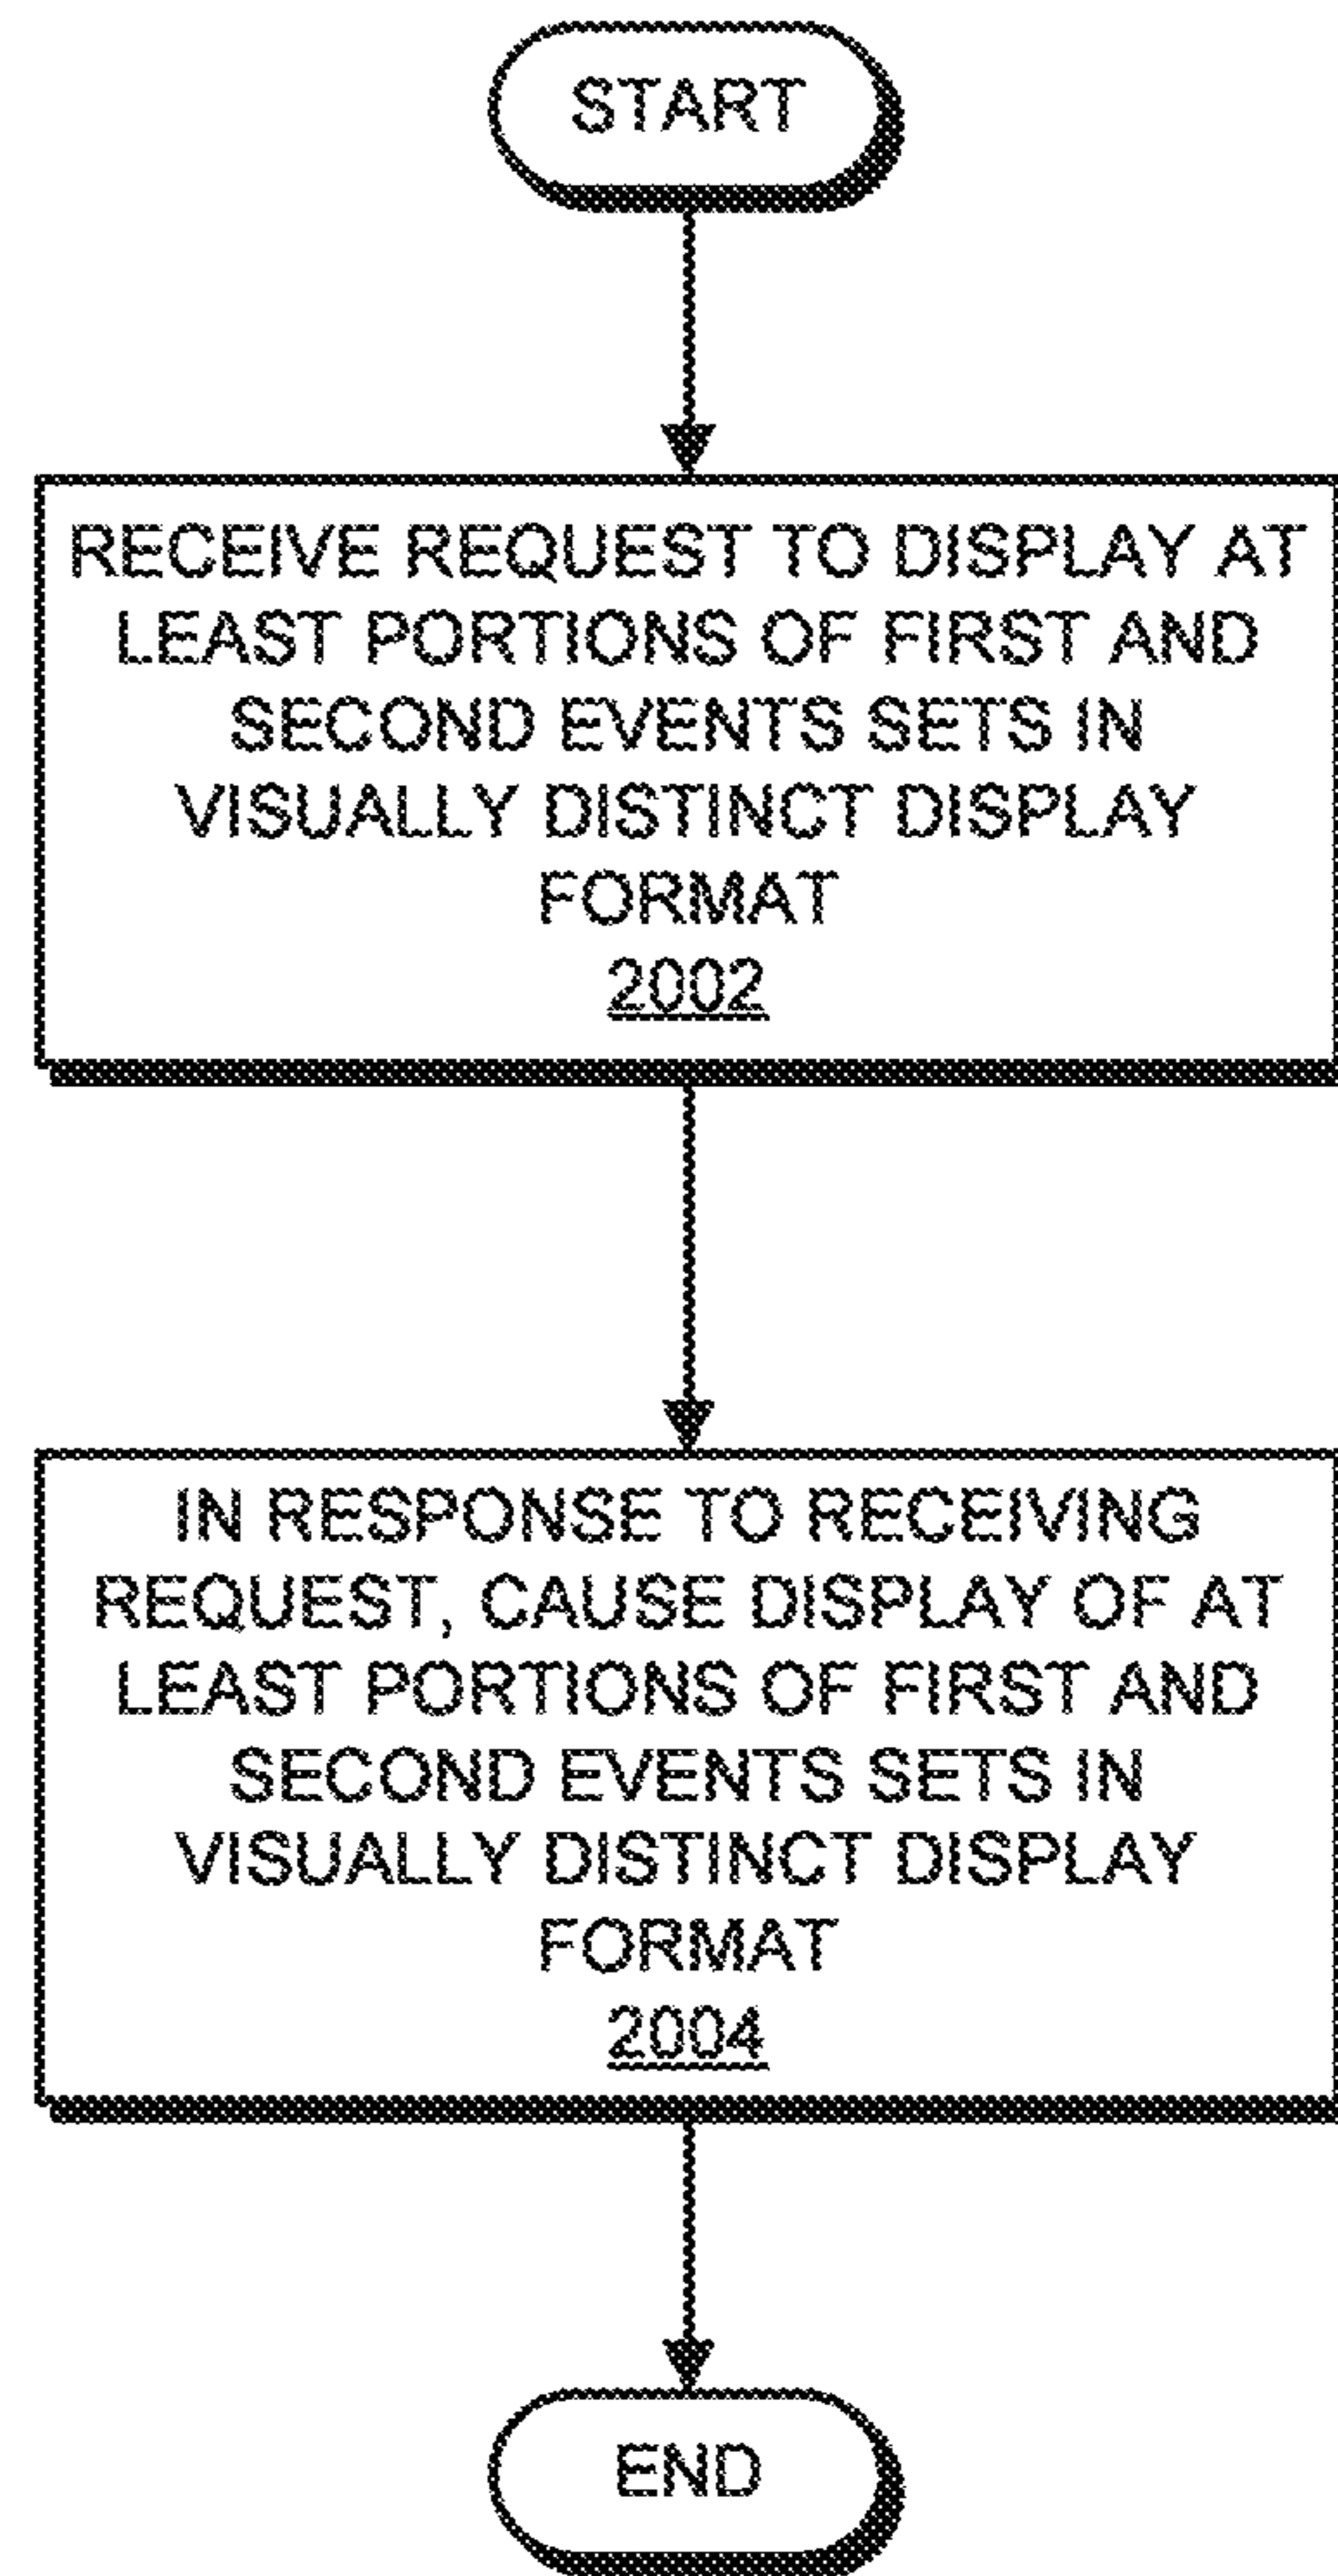 START
RECEIVE REQUEST TO DISPLAY AT
LEAST PORTIONS OF FIRST AND
SECOND EVENTS SETS IN
VISUALLY DISTINCT DISPLAY
FORMAT
2002
IN RESPONSE TO RECEIVING
REQUEST, CAUSE DISPLAY OF AT
LEAST PORTIONS OF FIRST AND
SECOND EVENTS SETS IN
VISUALLY DISTINCT DISPLAY
FORMAT
2004
END